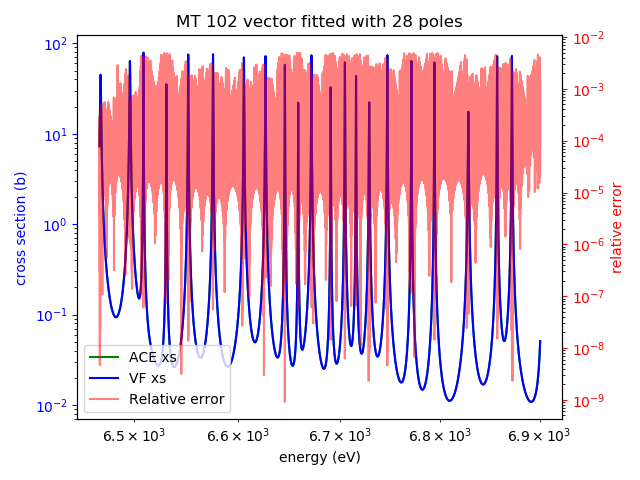 MT 102 vector fitted with 28 poles
10²
10¹
10⁰
10⁻¹
10⁻²
cross section (b)
10⁻²
10⁻³
10⁻⁴
10⁻⁵
10⁻⁶
10⁻⁷
10⁻⁸
10⁻⁹
relative error
ACE xs
VF xs
Relative error
6.5 × 10³ 6.6 × 10³ 6.7 × 10³ 6.8 × 10³ 6.9 × 10³
energy (eV)